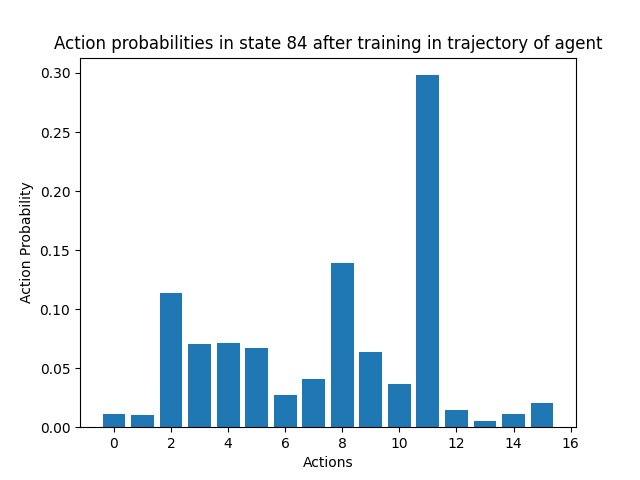 Action probabilities in state 84 after training in trajectory of agent
0.30
0.25
0.20
0.15
0.10
0.05
0.00
Action Probability
0 2 4 6 8 10 12 14 16
Actions